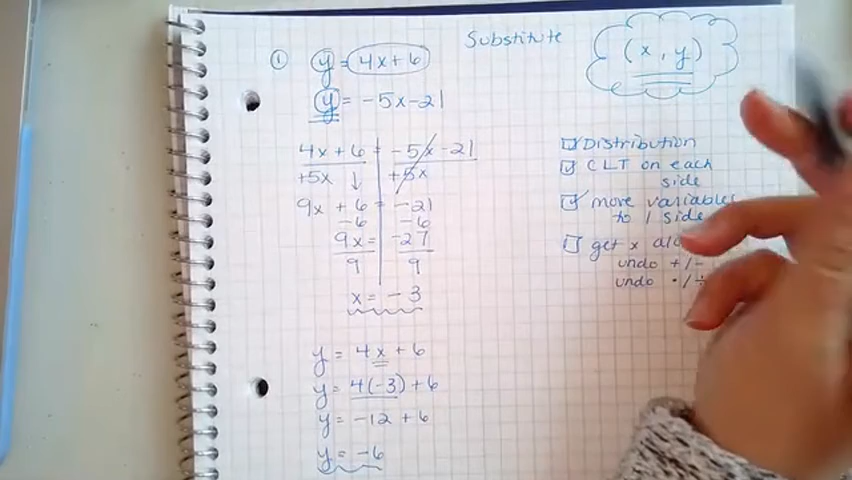 Substitute
① y = 4x+6
y = -5x-21
(x, y)
4x + 6 = -5x -21
+5x +5x
9x + 6 = -21
-6 -6
9x = -27
9 9
x = -3
y = 4x + 6
y = 4(-3) + 6
y = -12 + 6
y = -6
Distribution
CLT on each
side
move variables
to 1 side
get x
undo +/-
undo